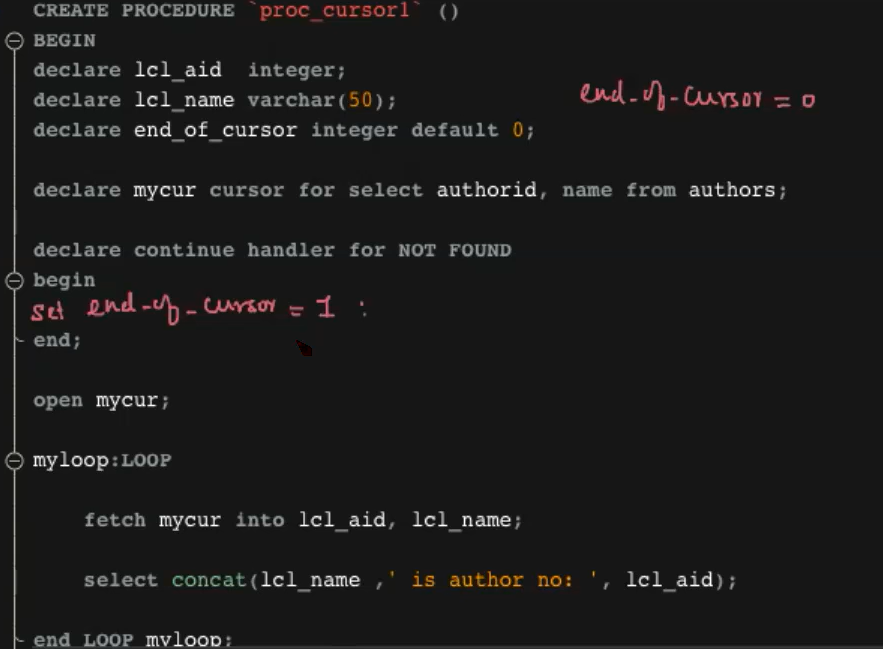 CREATE PROCEDURE `proc_cursor1` ()
BEGIN
declare lcl_aid  integer;
declare lcl_name varchar(50);
end-of-cursor = 0
declare end_of_cursor integer default 0;
declare mycur cursor for select authorid, name from authors;
declare continue handler for NOT FOUND
begin
set end-of-cursor = 1 :
end;
open mycur;
myloop:LOOP
fetch mycur into lcl_aid, lcl_name;
select concat(lcl_name ,' is author no: ', lcl_aid);
end LOOP myloop;